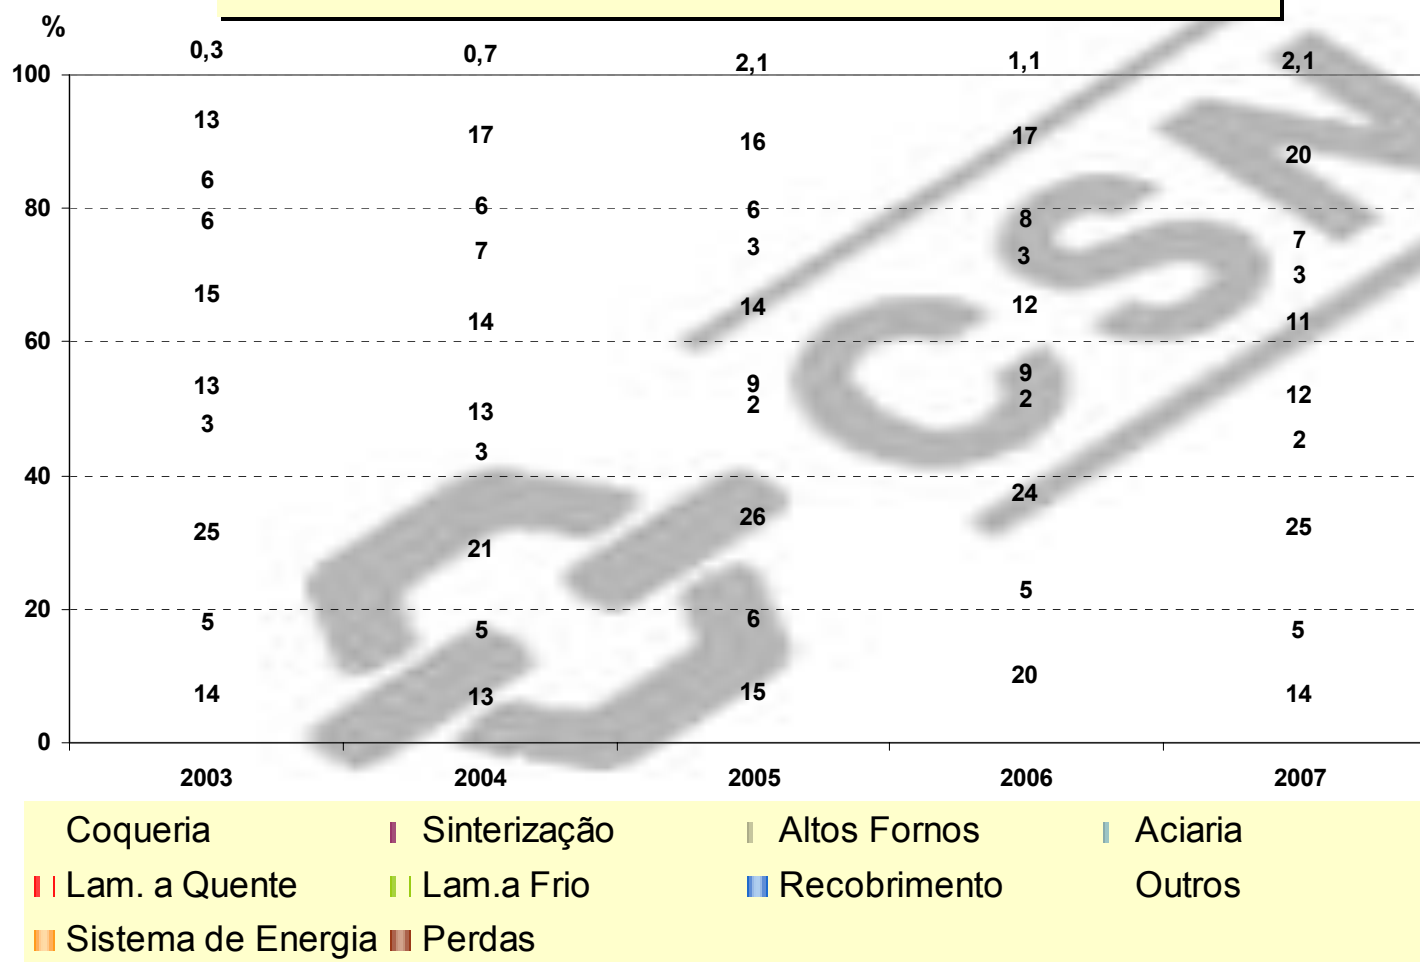 %
0,3 0,7 2,1 1,1 2,1
100
13 17 16 17 20
6 6 6 8 7
80
6 7 3 3 3
15 14 14 12 11
60
13 13 9 9 12
3 3 2 2 2
40
25 21 26 24 25
20
5 5 6 5 5
14 13 15 20 14
0
2003 2004 2005 2006 2007
Coqueria Sinterização Altos Fornos Aciaria
Lam. a Quente Lam.a Frio Recobrimento Outros
Sistema de Energia Perdas
CSN